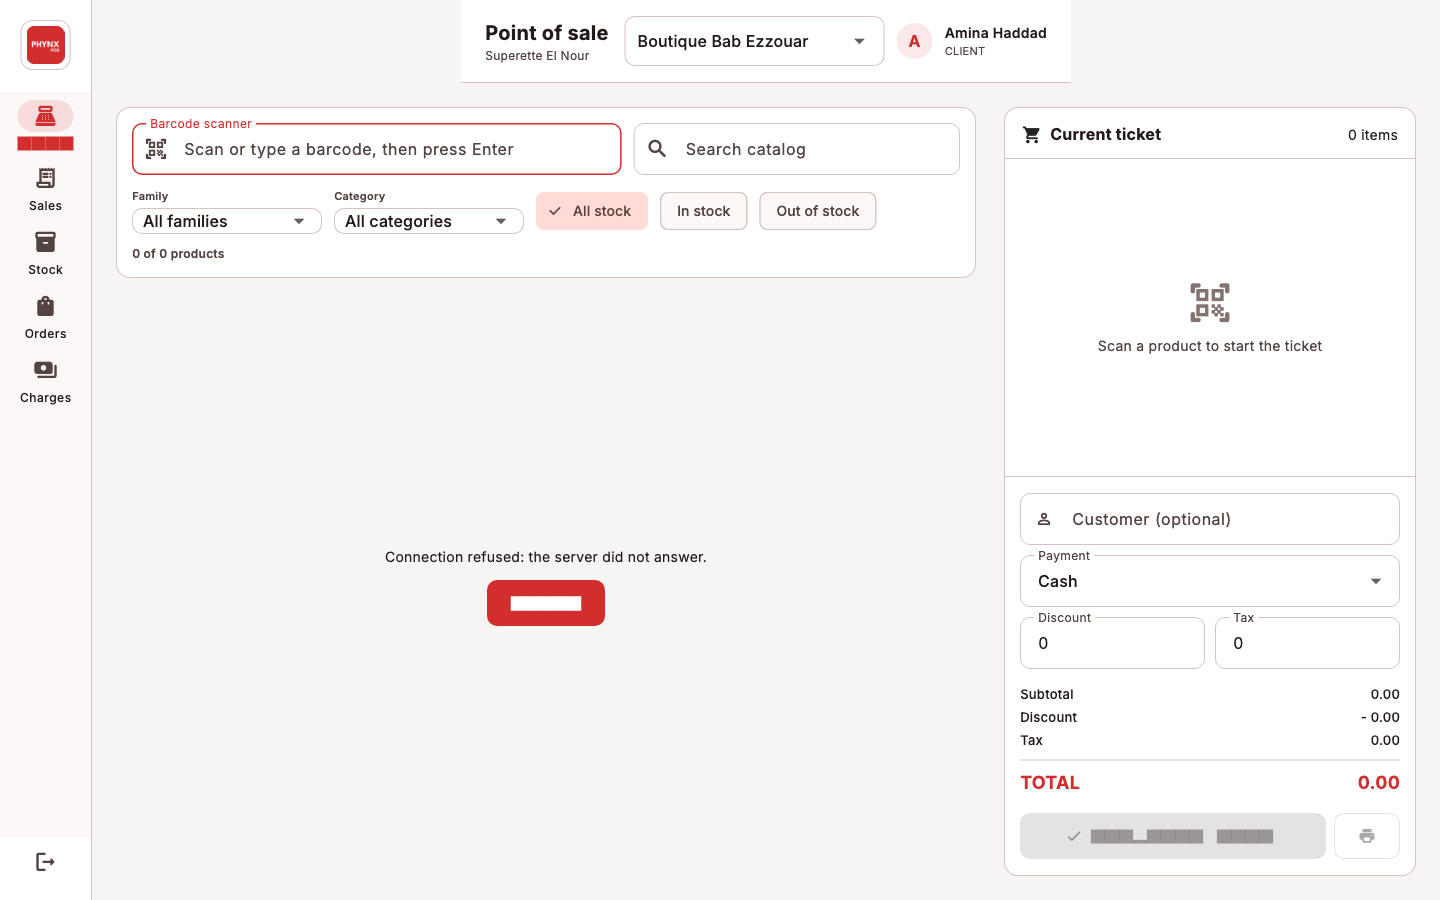 PHYNX
POS
Point of sale
Superette El Nour
Boutique Bab Ezzouar
A
Amina Haddad
CLIENT
Sales
Stock
Orders
Charges
Barcode scanner
Scan or type a barcode, then press Enter
Search catalog
Family
All families
Category
All categories
All stock
In stock
Out of stock
0 of 0 products
Connection refused: the server did not answer.
Current ticket
0 items
Scan a product to start the ticket
Customer (optional)
Payment
Cash
Discount
0
Tax
0
Subtotal 0.00
Discount - 0.00
Tax 0.00
TOTAL 0.00